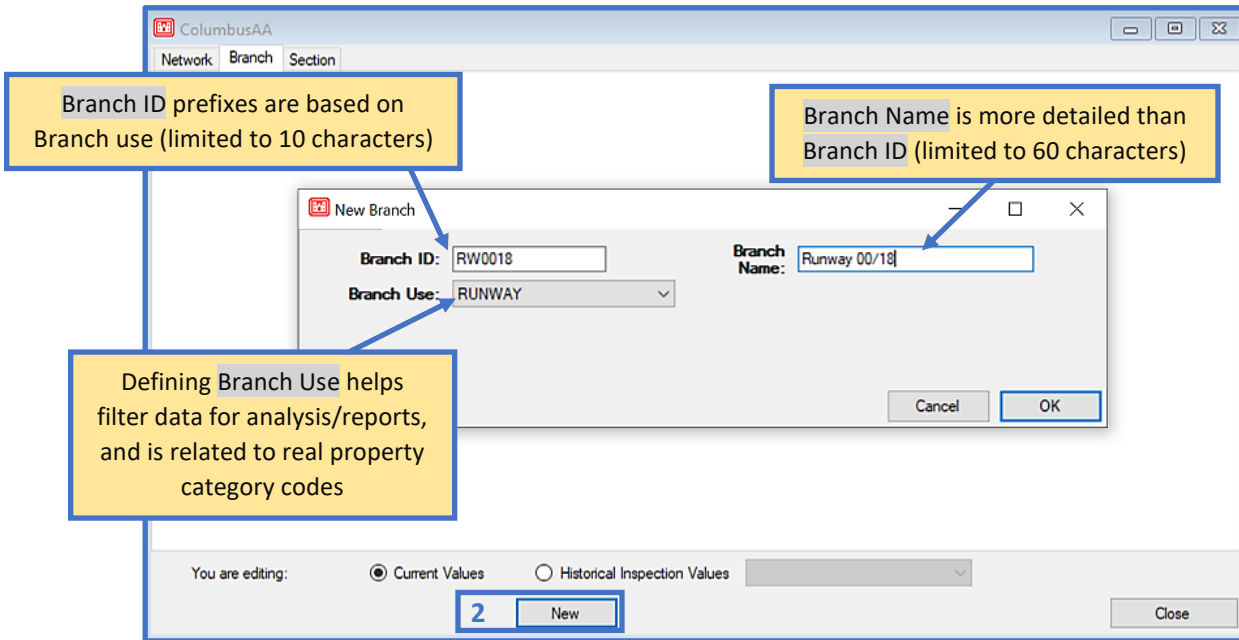 ColumbusAA
Network Branch Section
Branch ID prefixes are based on
Branch use (limited to 10 characters)
Branch Name is more detailed than
Branch ID (limited to 60 characters)
New Branch
Branch ID: RW0018
Branch
Name: Runway 00/18
Branch Use: RUNWAY
Defining Branch Use helps
filter data for analysis/reports,
and is related to real property
category codes
Cancel OK
You are editing: Current Values Historical Inspection Values
2 New Close